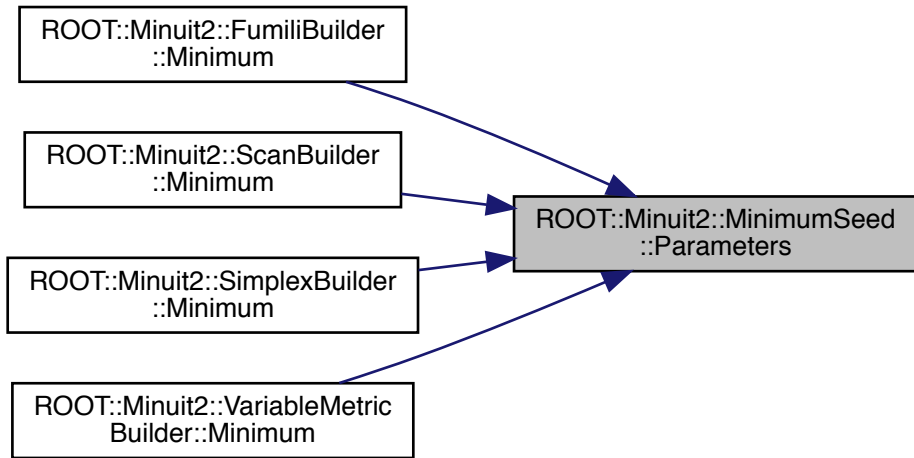 ROOT::Minuit2::FumiliBuilder
::Minimum
ROOT::Minuit2::ScanBuilder
::Minimum
ROOT::Minuit2::MinimumSeed
::Parameters
ROOT::Minuit2::SimplexBuilder
::Minimum
ROOT::Minuit2::VariableMetric
Builder::Minimum